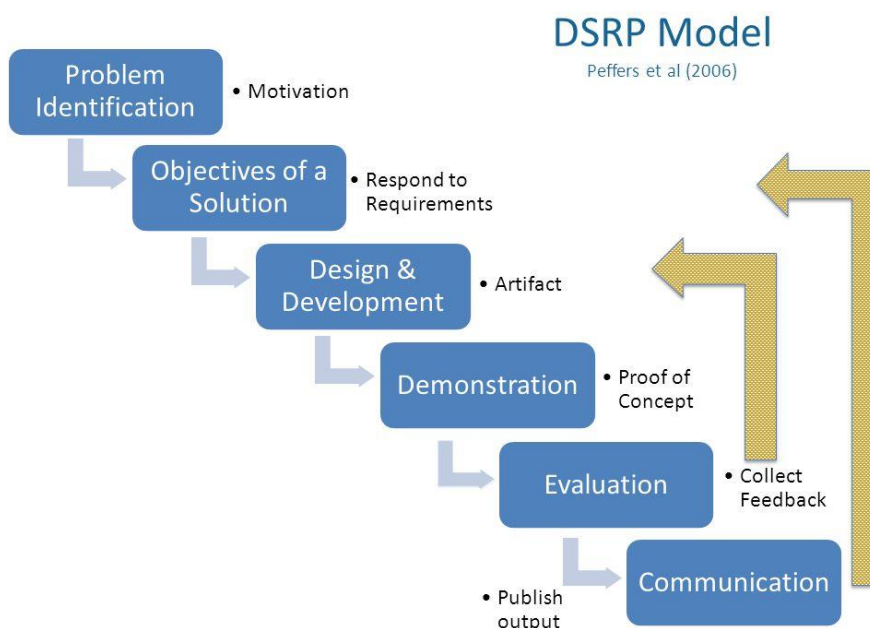 DSRP Model
Peffers et al (2006)
Problem
Identification
• Motivation
Objectives of a
Solution
• Respond to
Requirements
Design &
Development
• Artifact
Demonstration
• Proof of
Concept
Evaluation
• Collect
Feedback
Communication
• Publish
output